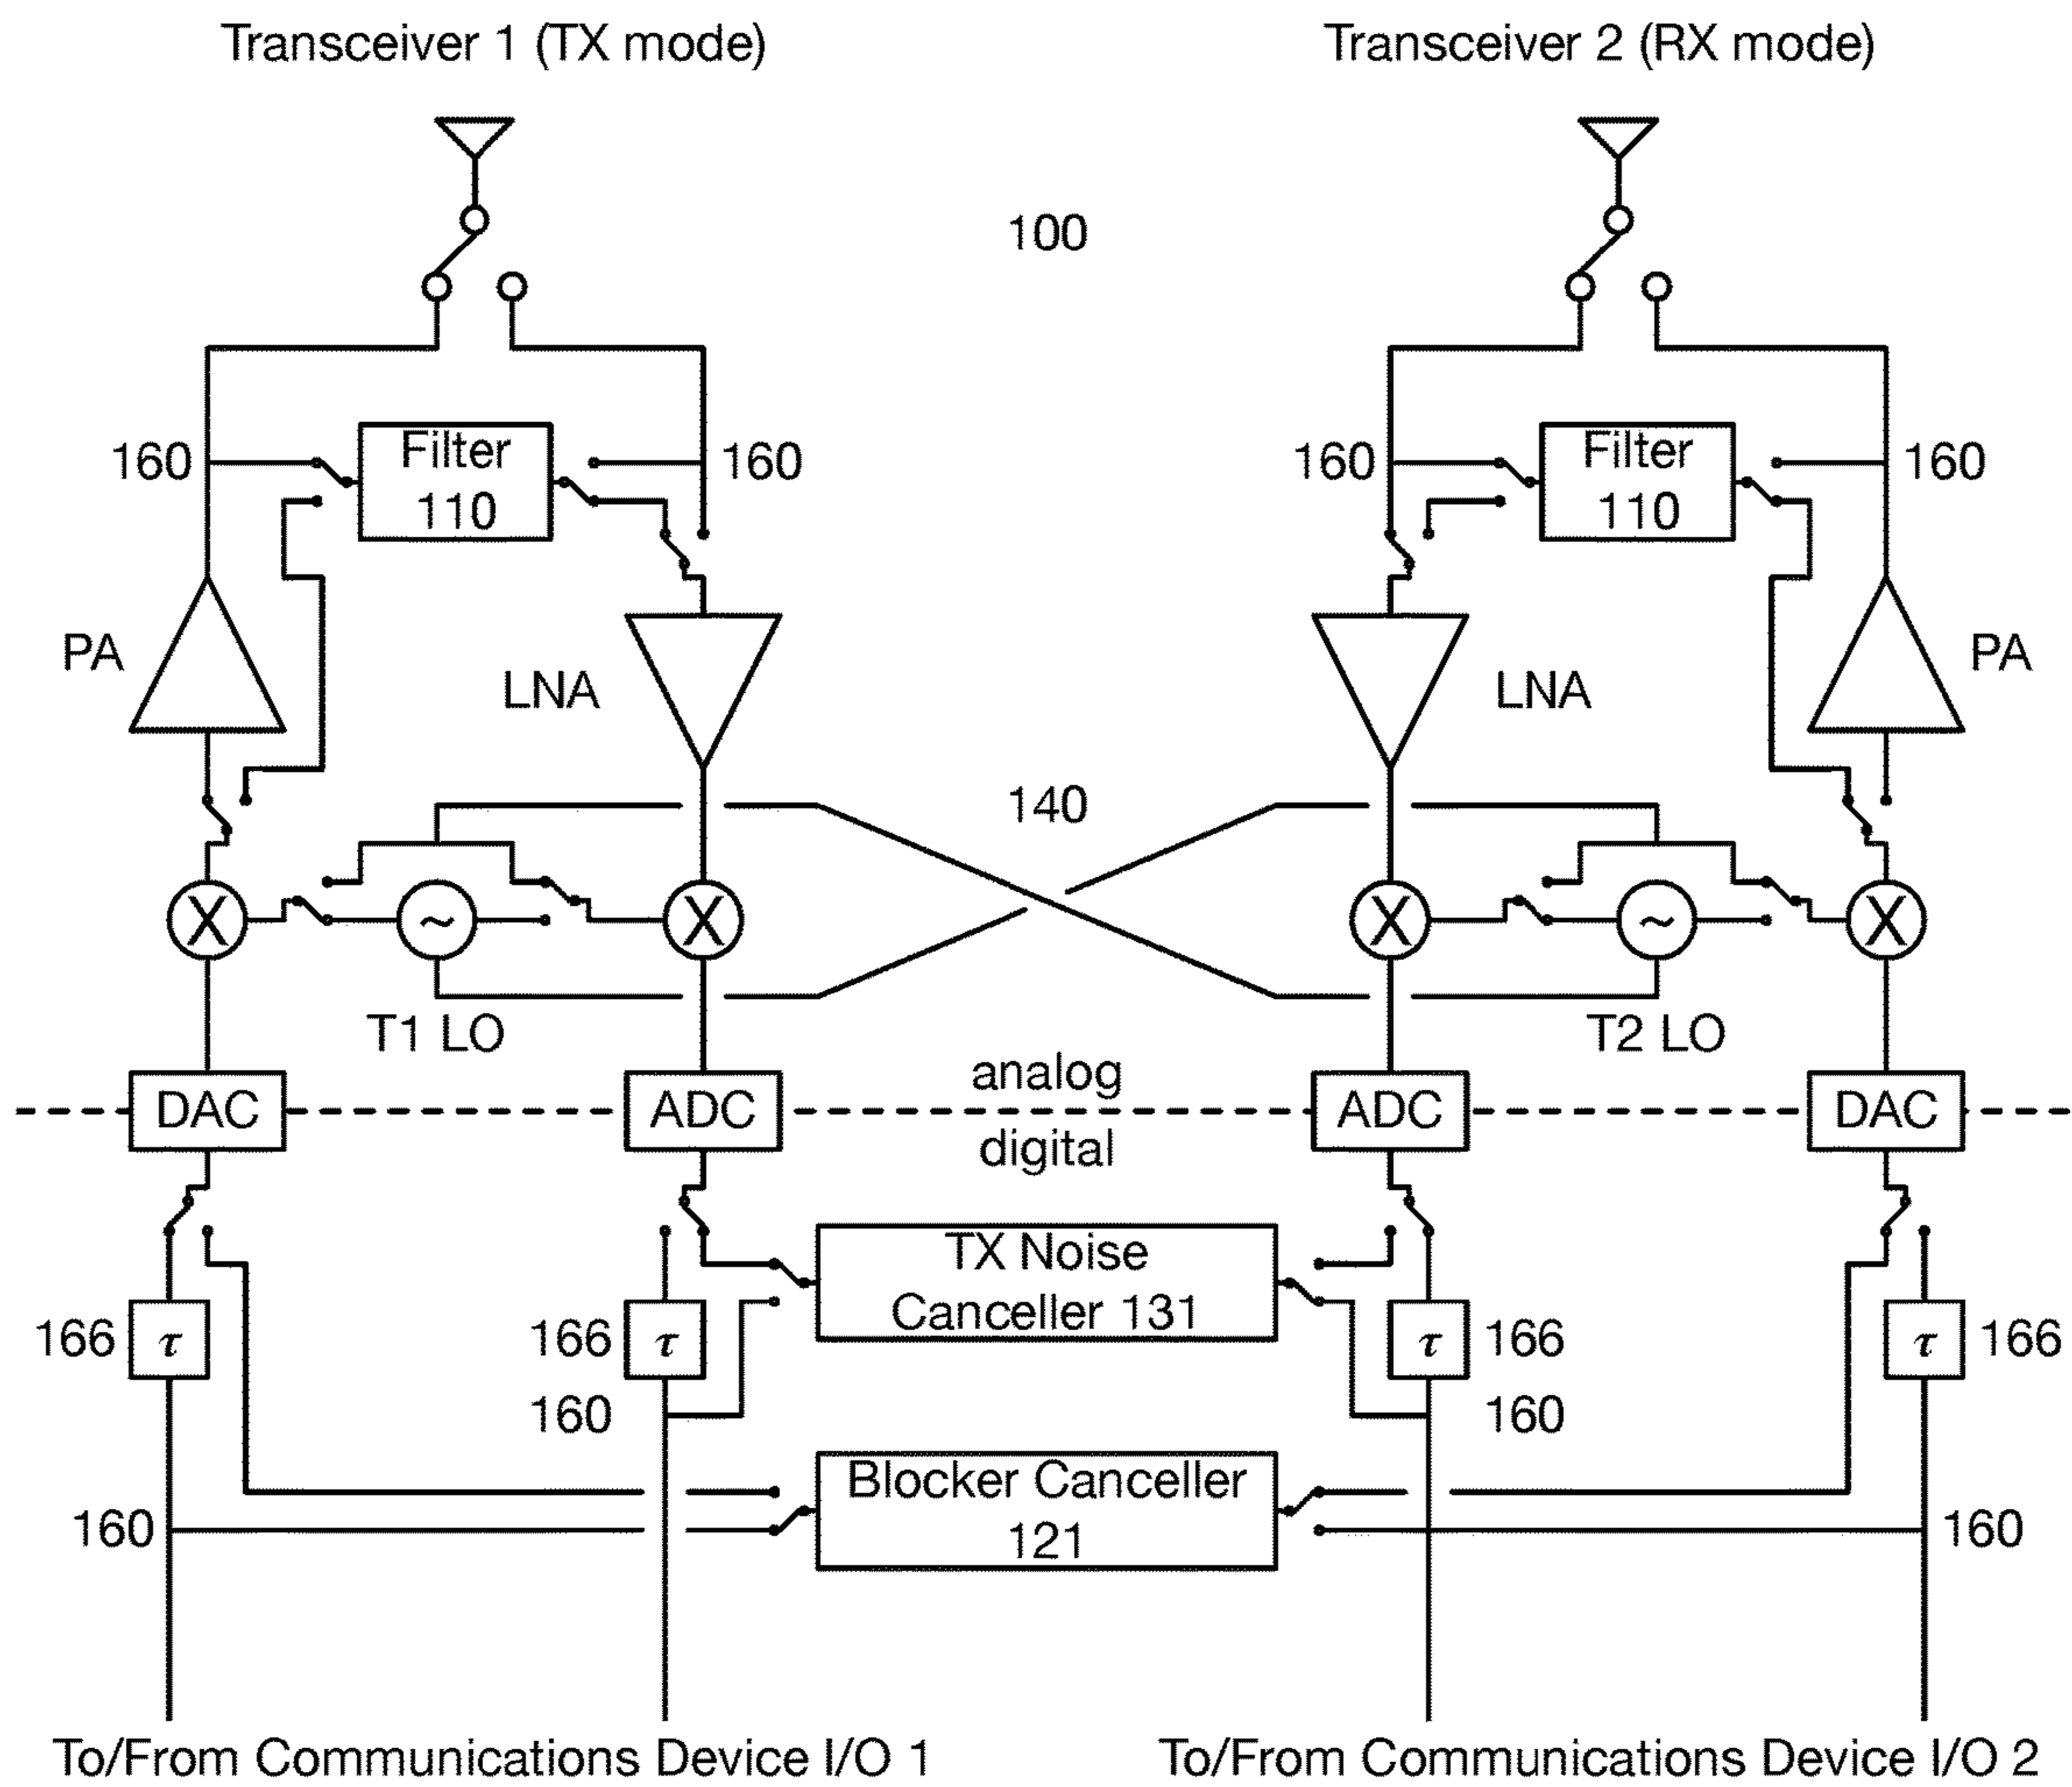 Transceiver 1 (TX mode)
Transceiver 2 (RX mode)
100
160
Filter
110
160
160
Filter
110
160
PA
LNA
LNA
PA
140
X
~
X
X
~
X
T1 LO
T2 LO
analog
DAC
ADC
ADC
DAC
digital
TX Noise
Canceller 131
166
τ
166
τ
τ
166
τ
166
160
160
Blocker Canceller
121
160
160
To/From Communications Device I/O 1
To/From Communications Device I/O 2